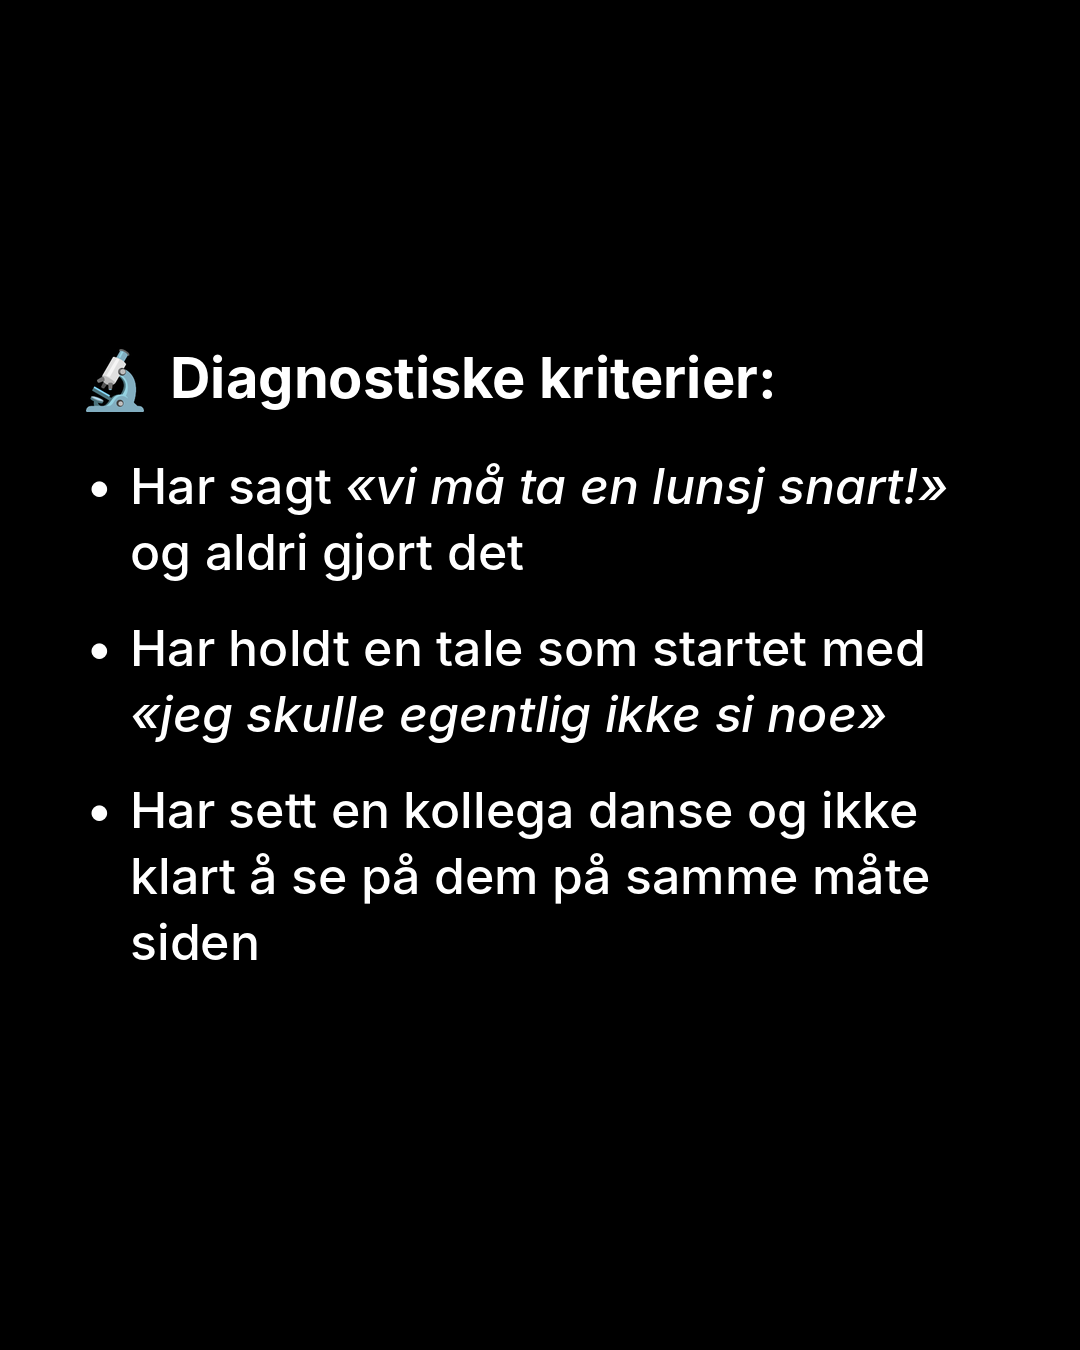 🔬 Diagnostiske kriterier:
• Har sagt «vi må ta en lunsj snart!»
og aldri gjort det
• Har holdt en tale som startet med
«jeg skulle egentlig ikke si noe»
• Har sett en kollega danse og ikke
klart å se på dem på samme måte
siden